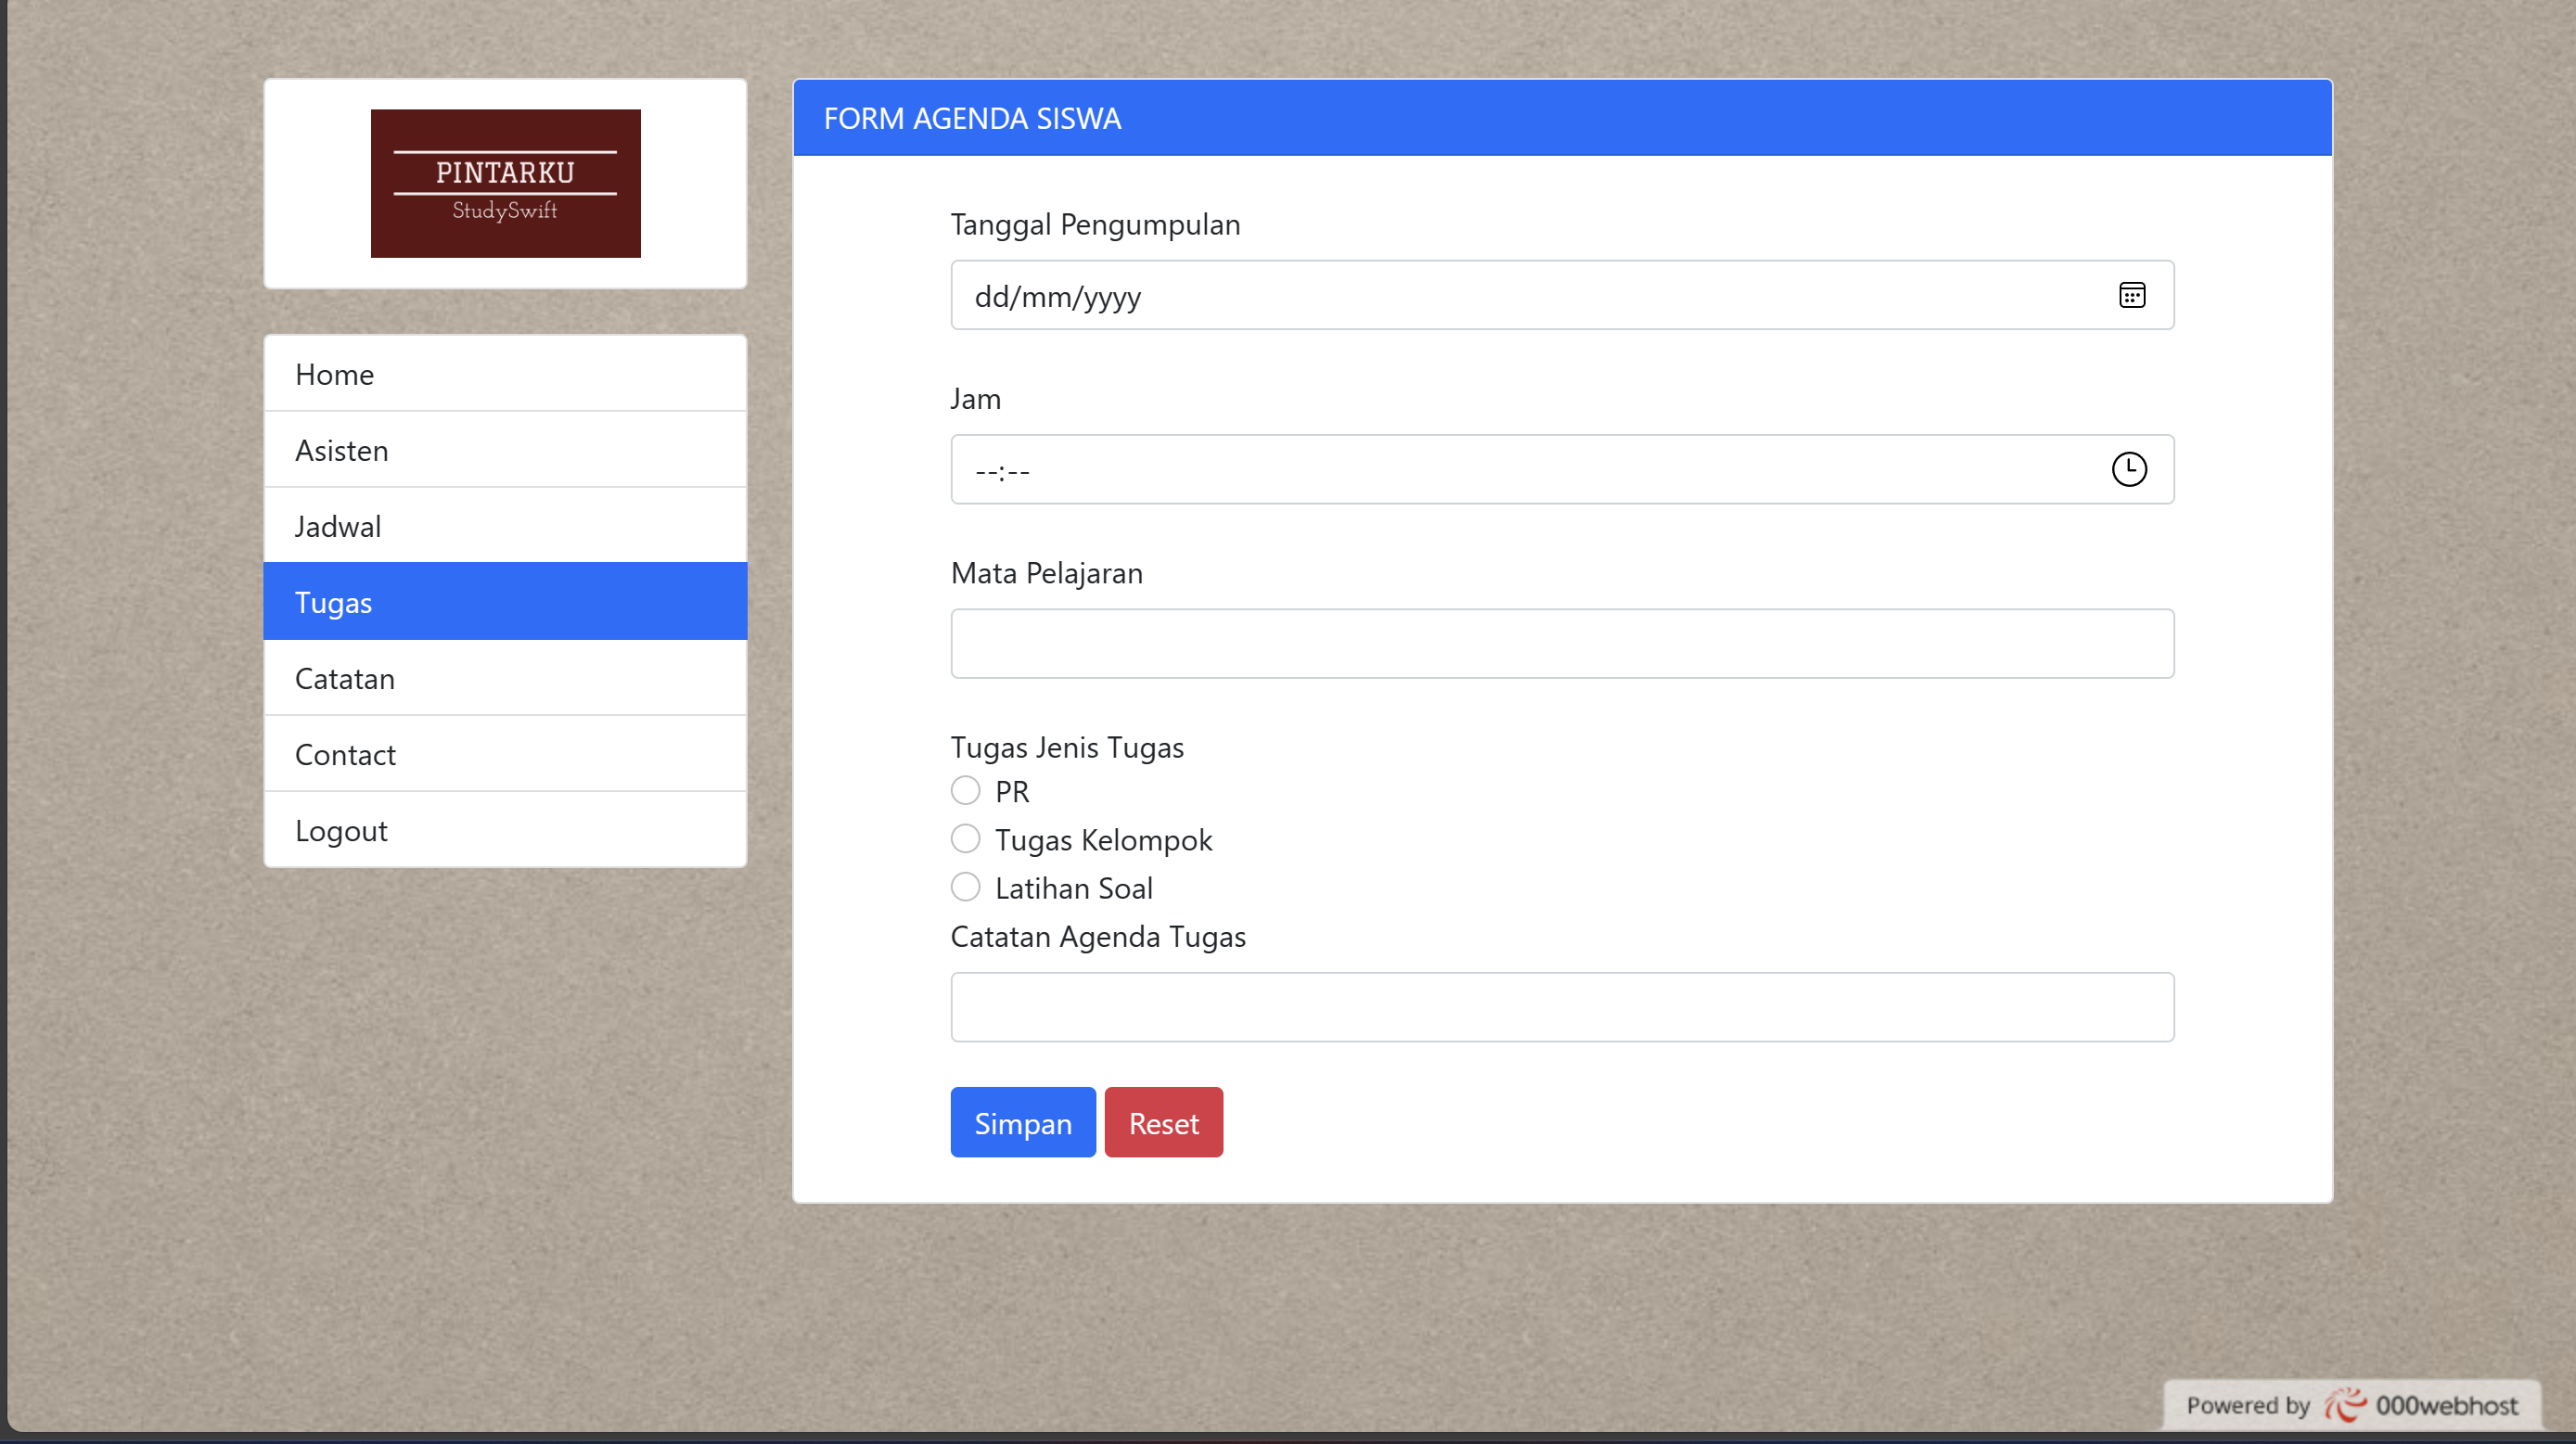 PINTARKU
StudySwift
Home
Asisten
Jadwal
Tugas
Catatan
Contact
Logout
FORM AGENDA SISWA
Tanggal Pengumpulan
dd/mm/yyyy
Jam
--:--
Mata Pelajaran
Tugas Jenis Tugas
PR
Tugas Kelompok
Latihan Soal
Catatan Agenda Tugas
Simpan Reset
Powered by 000webhost